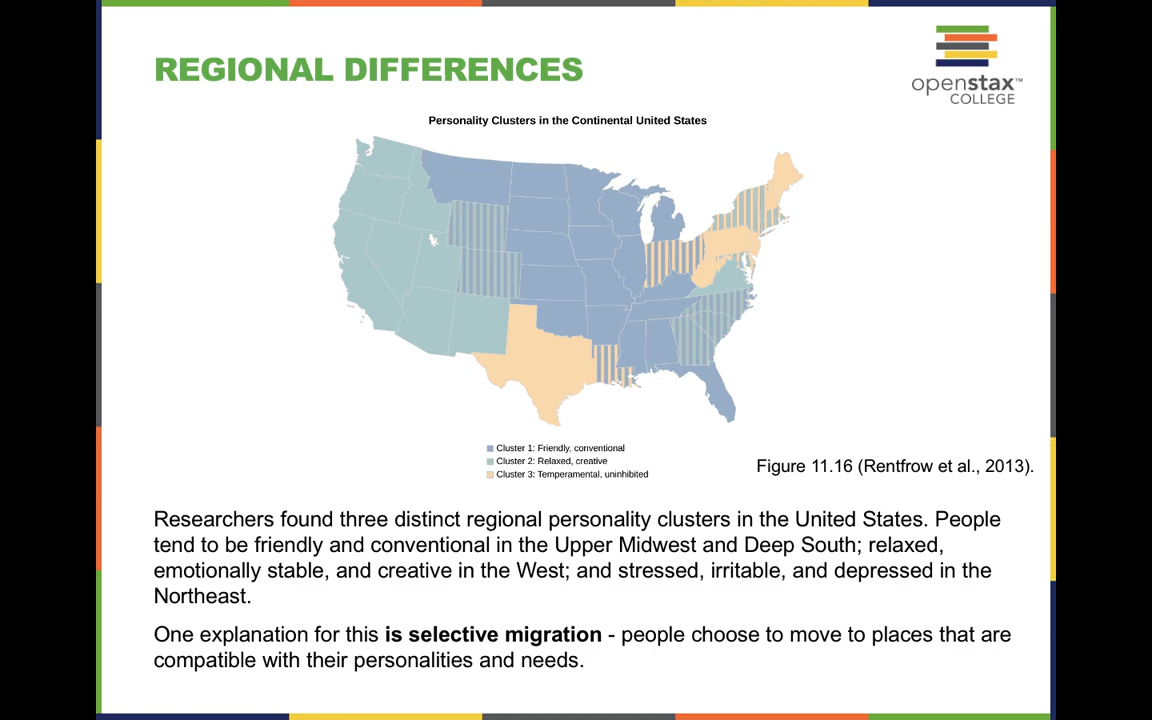 REGIONAL DIFFERENCES
openstax™
COLLEGE
Personality Clusters in the Continental United States
Cluster 1: Friendly, conventional
Cluster 2: Relaxed, creative
Cluster 3: Temperamental, uninhibited
Figure 11.16 (Rentfrow et al., 2013).
Researchers found three distinct regional personality clusters in the United States. People
tend to be friendly and conventional in the Upper Midwest and Deep South; relaxed,
emotionally stable, and creative in the West; and stressed, irritable, and depressed in the
Northeast.
One explanation for this is selective migration - people choose to move to places that are
compatible with their personalities and needs.